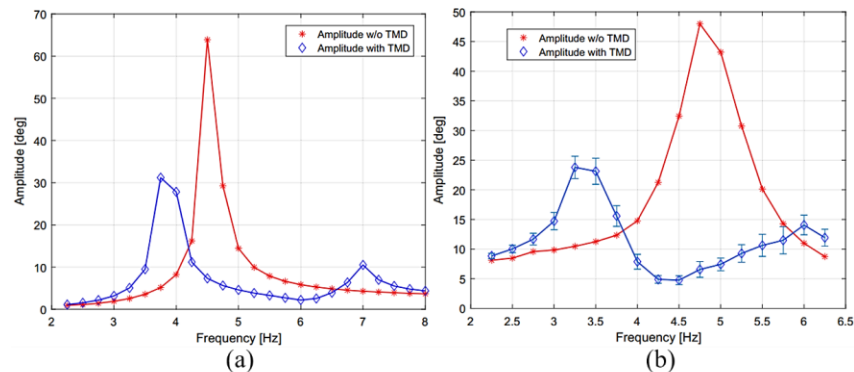 70
60
50
40
30
20
10
0
Amplitude [deg]
Amplitude w/o TMD
Amplitude with TMD
2 3 4 5 6 7 8
Frequency [Hz]
(a)
50
45
40
35
30
25
20
15
10
5
0
Amplitude [deg]
Amplitude w/o TMD
Amplitude with TMD
2 2.5 3 3.5 4 4.5 5 5.5 6 6.5
Frequency [Hz]
(b)